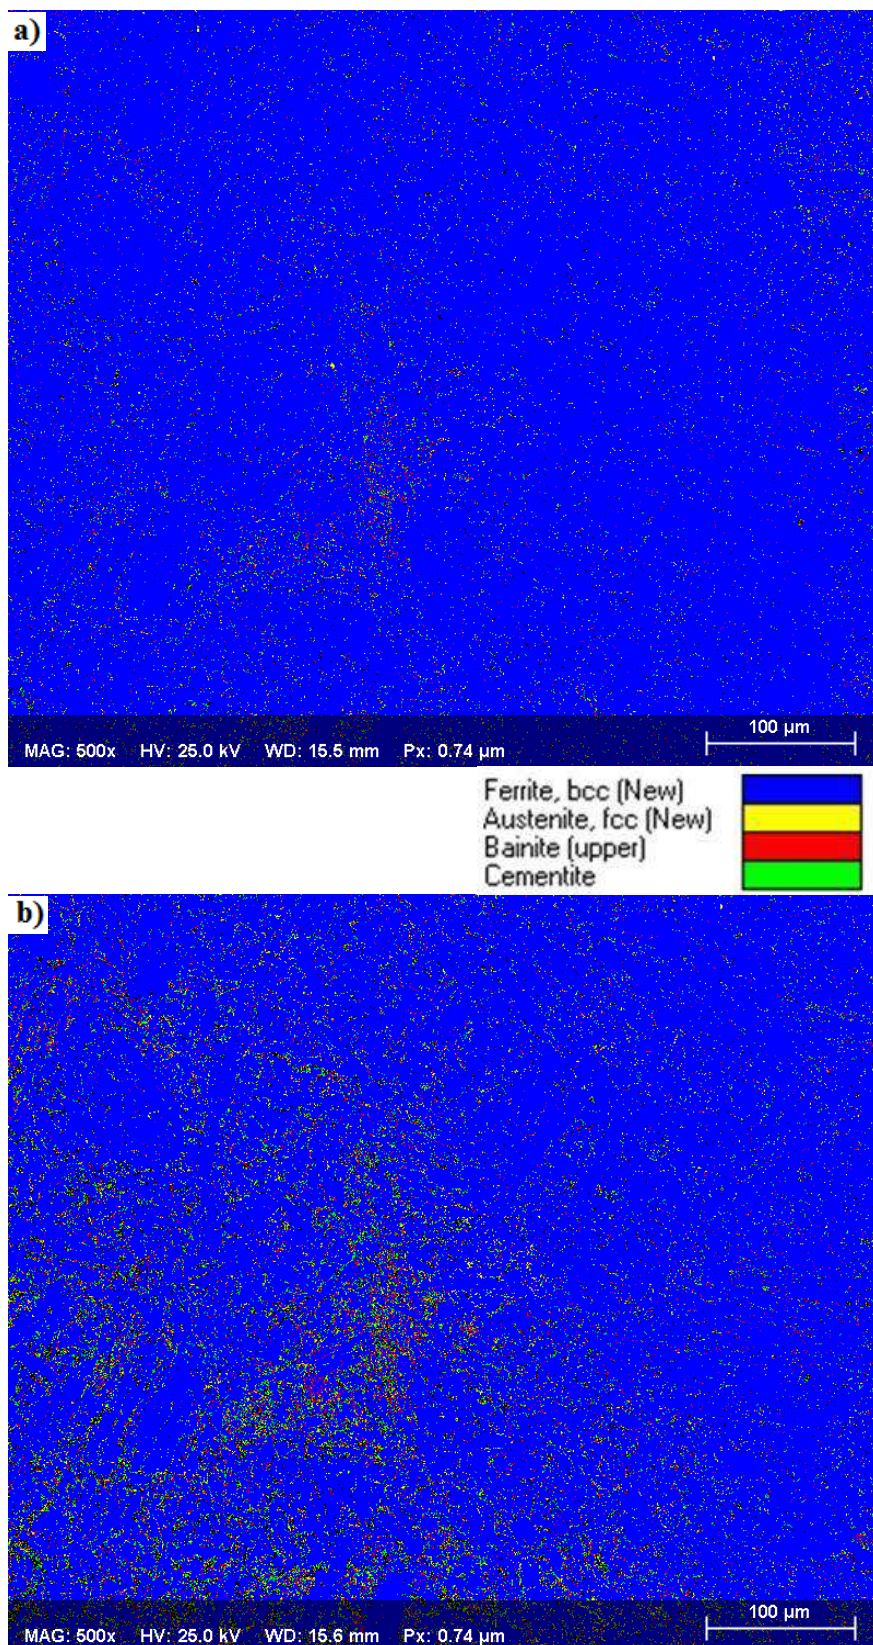 a)
100 µm
MAG: 500x HV: 25.0 kV WD: 15.5 mm Px: 0.74 µm
Ferrite, bcc (New)
Austenite, fcc (New)
Bainite (upper)
Cementite
b)
100 µm
MAG: 500x HV: 25.0 kV WD: 15.6 mm Px: 0.74 µm